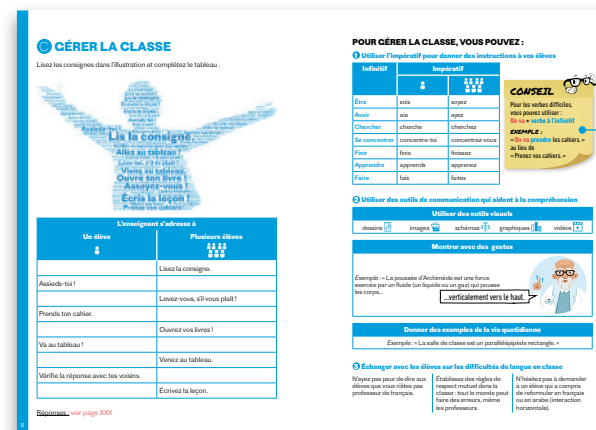 C GÉRER LA CLASSE
Lisez les consignes dans l'illustration et complétez le tableau .
Lis la consigne.
Allez au tableau !
Viens au tableau !
Ouvre ton livre !
Asseyez-vous !
Écris la leçon !
L'enseignant s'adresse à
Un élève
Plusieurs élèves
Lisez la consigne.
Assieds-toi !
Levez-vous, s'il vous plaît !
Prends ton cahier.
Ouvrez vos livres !
Va au tableau !
Venez au tableau.
Vérifie la réponse avec tes voisins.
Écrivez la leçon.
Réponses : voir page XXX
8
POUR GÉRER LA CLASSE, VOUS POUVEZ :
1 Utiliser l'impératif pour donner des instructions à vos élèves
Infinitif Impératif
Être sois soyez
Avoir aie ayez
Chercher cherche cherchez
Se concentrer concentre-toi concentrez-vous
Finir finis finissez
Apprendre apprends apprenez
Faire fais faites
CONSEIL
Pour les verbes difficiles,
vous pouvez utiliser :
On va + verbe à l'infinitif
EXEMPLE :
« On va prendre les cahiers. »
au lieu de
« Prenez vos cahiers. »
2 Utiliser des outils de communication qui aident à la compréhension
Utiliser des outils visuels
dessins images schémas graphiques vidéos
Montrer avec des gestes
Exemple : « La poussée d'Archimède est une force
exercée par un fluide (un liquide ou un gaz) qui pousse
les corps...
...verticalement vers le haut.
Donner des exemples de la vie quotidienne
Exemple : « La salle de classe est un parallélépipède rectangle. »
3 Échanger avec les élèves sur les difficultés de langue en classe
N'ayez pas peur de dire aux
élèves que vous n'êtes pas
professeur de français.
Établissez des règles de
respect mutuel dans la
classe : tout le monde peut
faire des erreurs, même
les professeurs.
N'hésitez pas à demander
à un élève qui a compris
de reformuler en français
ou en arabe (interaction
horizontale).